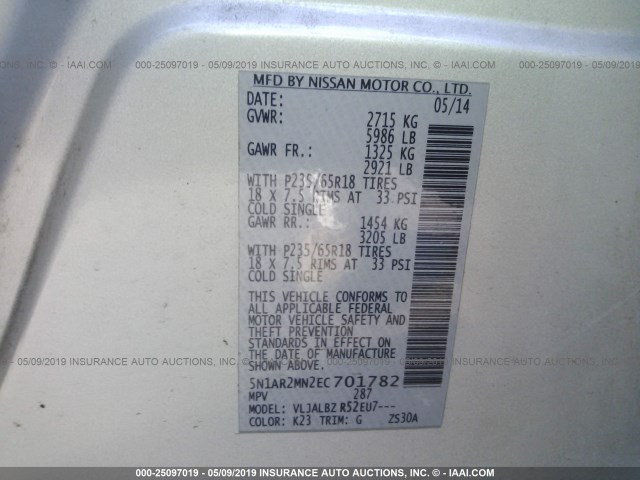 000-25097019 - 05/09/2019 INSURANCE AUTO AUCTIONS, INC. © - IAAI.COM
MFD BY NISSAN MOTOR CO., LTD.
DATE: 05/14
GVWR: 2715 KG
5986 LB
GAWR FR.: 1325 KG
2921 LB
WITH P235/65R18 TIRES
18 X 7.5 RIMS AT 33 PSI
COLD SINGLE
GAWR RR.: 1454 KG
3205 LB
WITH P235/65R18 TIRES
18 X 7.5 RIMS AT 33 PSI
COLD SINGLE
THIS VEHICLE CONFORMS TO
ALL APPLICABLE FEDERAL
MOTOR VEHICLE SAFETY AND
THEFT PREVENTION
STANDARDS IN EFFECT ON
THE DATE OF MANUFACTURE
SHOWN ABOVE.
5N1AR2MN2EC701782
MPV 287
MODEL: VLJALBZ R52EU7---
COLOR: K23 TRIM: G ZS30A
000-25097019 - 05/09/2019 INSURANCE AUTO AUCTIONS, INC. © - IAAI.COM